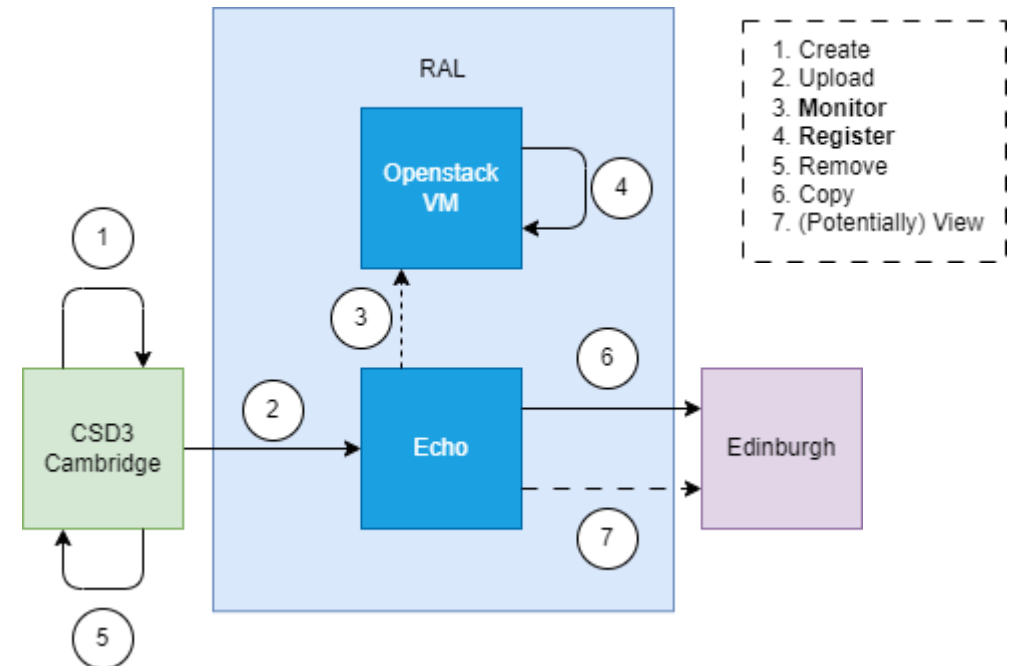 RAL
1. Create
2. Upload
3. Monitor
4. Register
5. Remove
6. Copy
7. (Potentially) View
Openstack
VM
4
1
3
6
2
CSD3
Cambridge
Echo
Edinburgh
7
5